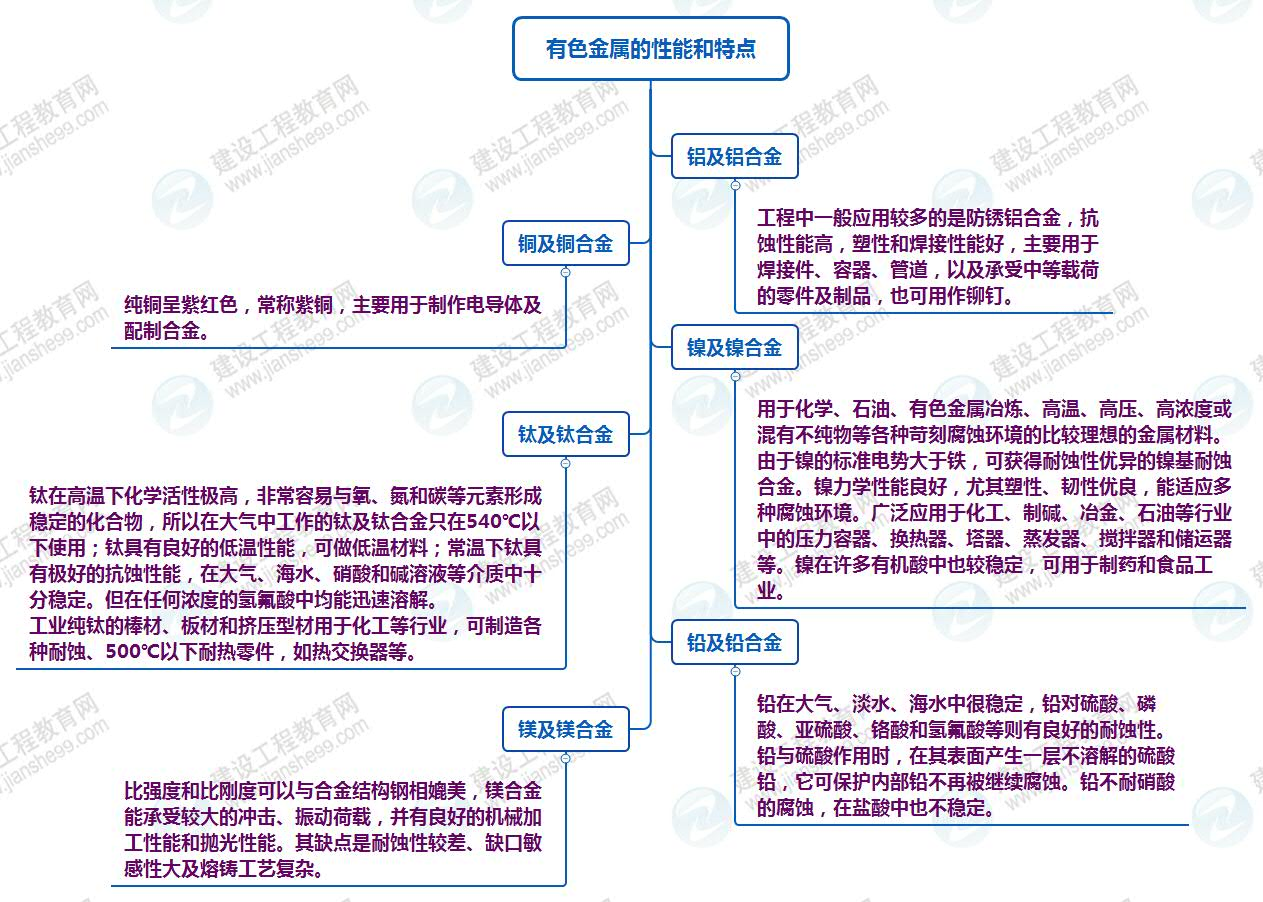 有色金属的性能和特点
铝及铝合金
工程中一般应用较多的是防锈铝合金，抗
蚀性能高，塑性和焊接性能好，主要用于
焊接件、容器、管道，以及承受中等载荷
的零件及制品，也可用作铆钉。
铜及铜合金
纯铜呈紫红色，常称紫铜，主要用于制作电导体及
配制合金。
镍及镍合金
用于化学、石油、有色金属冶炼、高温、高压、高浓度或
混有不纯物等各种苛刻腐蚀环境的比较理想的金属材料。
由于镍的标准电势大于铁，可获得耐蚀性优异的镍基耐蚀
合金。镍力学性能良好，尤其塑性、韧性优良，能适应多
种腐蚀环境。广泛应用于化工、制碱、冶金、石油等行业
中的压力容器、换热器、塔器、蒸发器、搅拌器和储运器
等。镍在许多有机酸中也较稳定，可用于制药和食品工
业。
钛及钛合金
钛在高温下化学活性极高，非常容易与氧、氮和碳等元素形成
稳定的化合物，所以在大气中工作的钛及钛合金只在540℃以
下使用；钛具有良好的低温性能，可做低温材料；常温下钛具
有极好的抗蚀性能，在大气、海水、硝酸和碱溶液等介质中十
分稳定。但在任何浓度的氢氟酸中均能迅速溶解。
工业纯钛的棒材、板材和挤压型材用于化工等行业，可制造各
种耐蚀、500℃以下耐热零件，如热交换器等。
铅及铅合金
铅在大气、淡水、海水中很稳定，铅对硫酸、磷
酸、亚硫酸、铬酸和氢氟酸等则有良好的耐蚀性。
铅与硫酸作用时，在其表面产生一层不溶解的硫酸
铅，它可保护内部铅不再被继续腐蚀。铅不耐硝酸
的腐蚀，在盐酸中也不稳定。
镁及镁合金
比强度和比刚度可以与合金结构钢相媲美，镁合金
能承受较大的冲击、振动荷载，并有良好的机械加
工性能和抛光性能。其缺点是耐蚀性较差、缺口敏
感性大及熔铸工艺复杂。
建设工程教育网
www.jianshe99.com